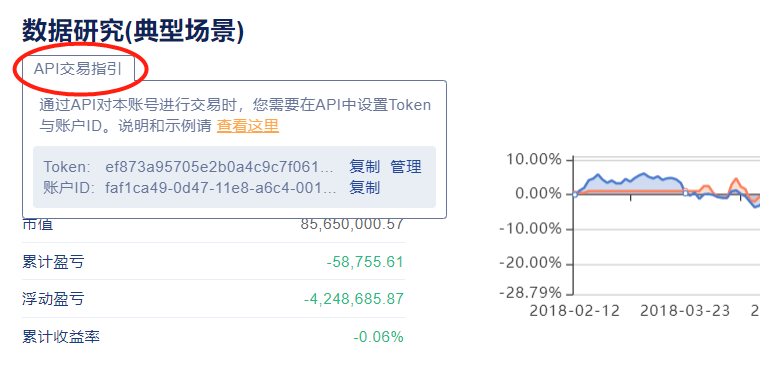 数据研究(典型场景)
API交易指引
通过API对本账号进行交易时，您需要在API中设置Token
与账户ID。说明和示例请 查看这里
Token: ef873a95705e2b0a4c9c7f061... 复制 管理
账户ID: faf1ca49-0d47-11e8-a6c4-001... 复制
市值 85,650,000.57
累计盈亏 -58,755.61
浮动盈亏 -4,248,685.87
累计收益率 -0.06%
10.00%
0.00%
-10.00%
-20.00%
-28.79%
2018-02-12 2018-03-23 2